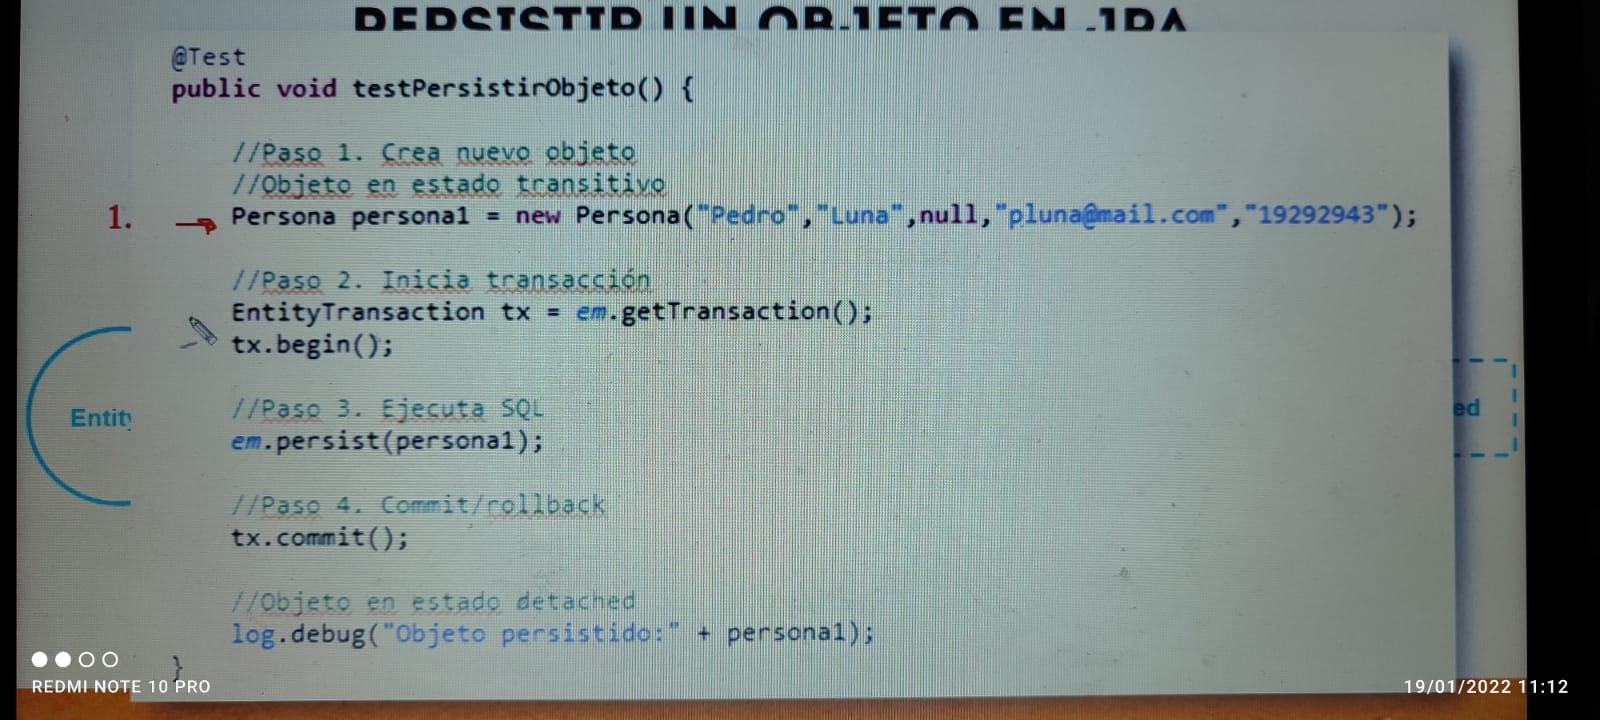 PERSISTIR UN OBJETO EN JPA
@Test
public void testPersistirObjeto() {
//Paso 1. Crea nuevo objeto
//Objeto en estado transitivo
1.
Persona persona1 = new Persona("Pedro","Luna",null,"pluna@mail.com","19292943");
//Paso 2. Inicia transacción
EntityTransaction tx = em.getTransaction();
tx.begin();
//Paso 3. Ejecuta SQL
Entity
ed
em.persist(persona1);
//Paso 4. Commit/rollback
tx.commit();
//Objeto en estado detached
log.debug("Objeto persistido:" + persona1);
}
REDMI NOTE 10 PRO
19/01/2022 11:12